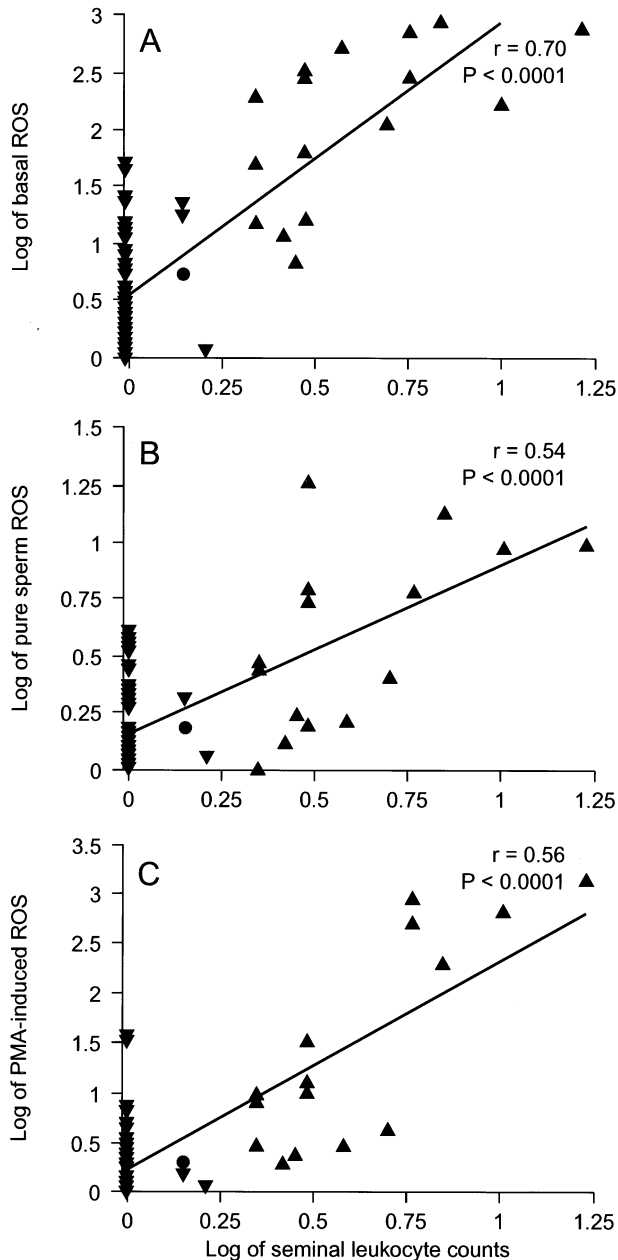 A
r = 0.70
P < 0.0001
Log of basal ROS
3
2.5
2
1.5
1
0.5
0
0 0.25 0.5 0.75 1 1.25
B
r = 0.54
P < 0.0001
Log of pure sperm ROS
1.5
1.25
1
0.75
0.5
0.25
0
0 0.25 0.5 0.75 1 1.25
C
r = 0.56
P < 0.0001
Log of PMA-induced ROS
3.5
3
2.5
2
1.5
1
0.5
0
0 0.25 0.5 0.75 1 1.25
Log of seminal leukocyte counts